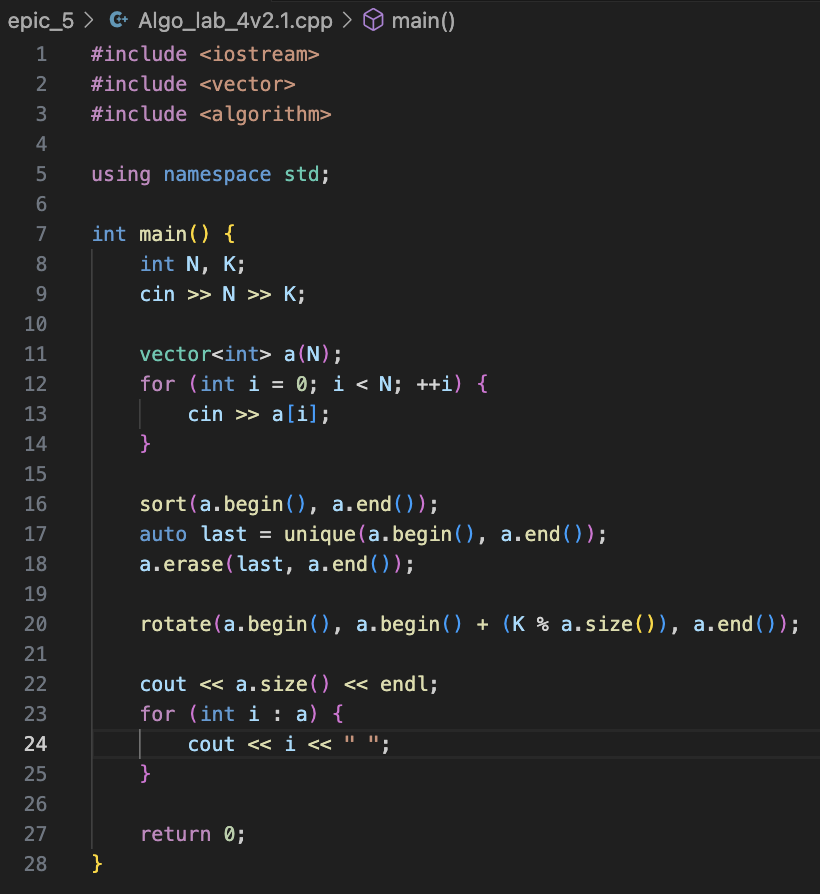 epic_5 > Algo_lab_4v2.1.cpp > main()
1 #include <iostream>
2 #include <vector>
3 #include <algorithm>
4
5 using namespace std;
6
7 int main() {
8     int N, K;
9     cin >> N >> K;
10
11     vector<int> a(N);
12     for (int i = 0; i < N; ++i) {
13         cin >> a[i];
14     }
15
16     sort(a.begin(), a.end());
17     auto last = unique(a.begin(), a.end());
18     a.erase(last, a.end());
19
20     rotate(a.begin(), a.begin() + (K % a.size()), a.end());
21
22     cout << a.size() << endl;
23     for (int i : a) {
24         cout << i << " ";
25     }
26
27     return 0;
28 }